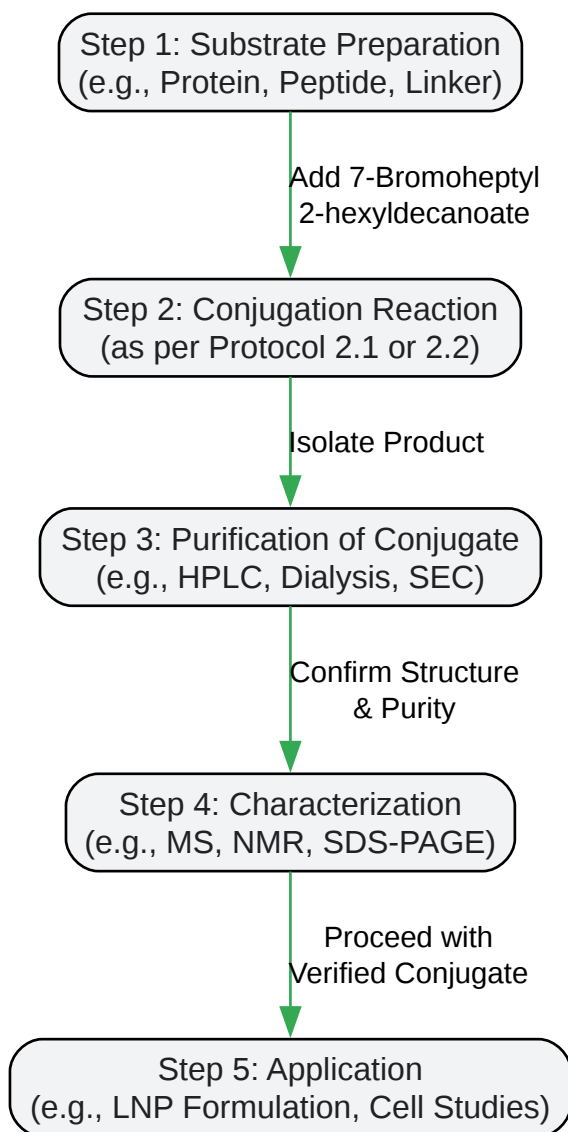 Step 1: Substrate Preparation
(e.g., Protein, Peptide, Linker)
Add 7-Bromoheptyl
2-hexyldecanoate
Step 2: Conjugation Reaction
(as per Protocol 2.1 or 2.2)
Isolate Product
Step 3: Purification of Conjugate
(e.g., HPLC, Dialysis, SEC)
Confirm Structure
& Purity
Step 4: Characterization
(e.g., MS, NMR, SDS-PAGE)
Proceed with
Verified Conjugate
Step 5: Application
(e.g., LNP Formulation, Cell Studies)